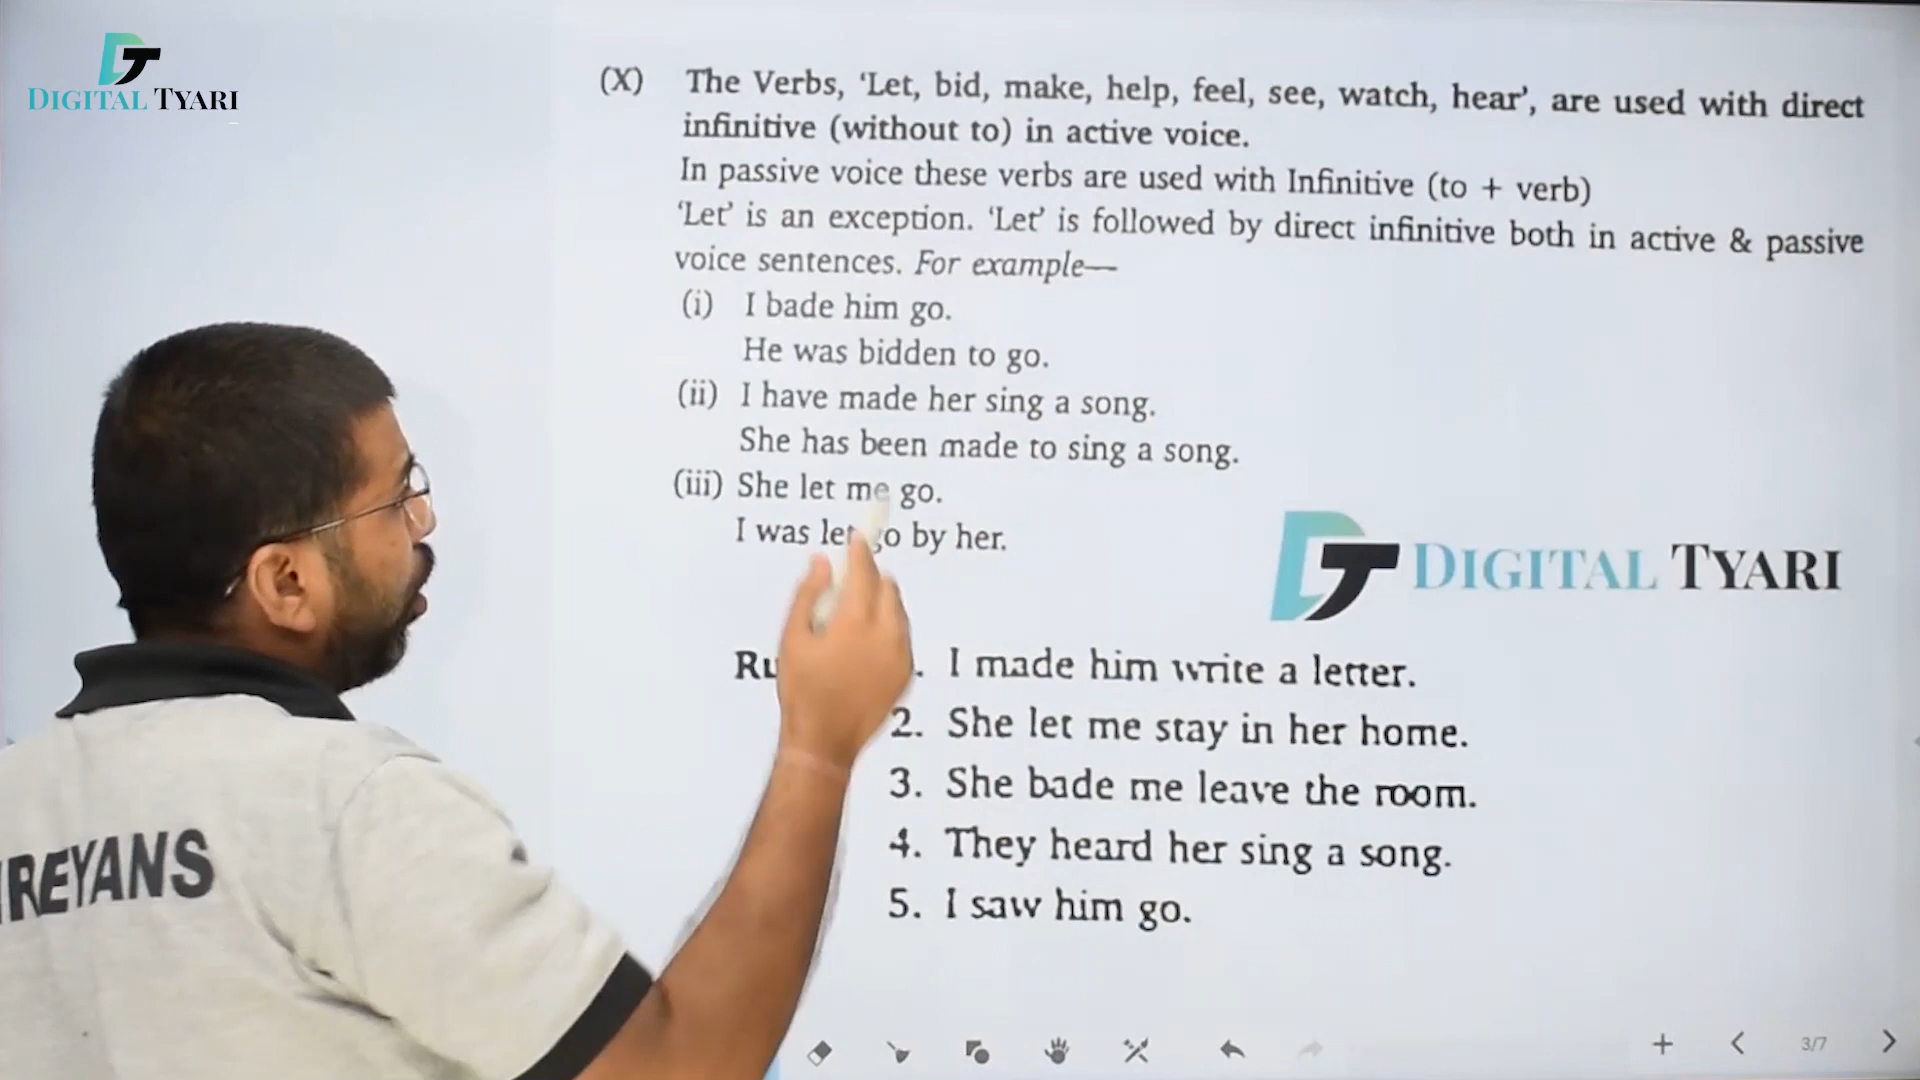 DT
DIGITAL TYARI
(X) The Verbs, ‘Let, bid, make, help, feel, see, watch, hear’, are used with direct
infinitive (without to) in active voice.
In passive voice these verbs are used with Infinitive (to + verb)
‘Let’ is an exception. ‘Let’ is followed by direct infinitive both in active & passive
voice sentences. For example—
(i) I bade him go.
He was bidden to go.
(ii) I have made her sing a song.
She has been made to sing a song.
(iii) She let me go.
I was let go by her.
DT DIGITAL TYARI
I made him write a letter.
2. She let me stay in her home.
3. She bade me leave the room.
4. They heard her sing a song.
5. I saw him go.
REYANS
3/7